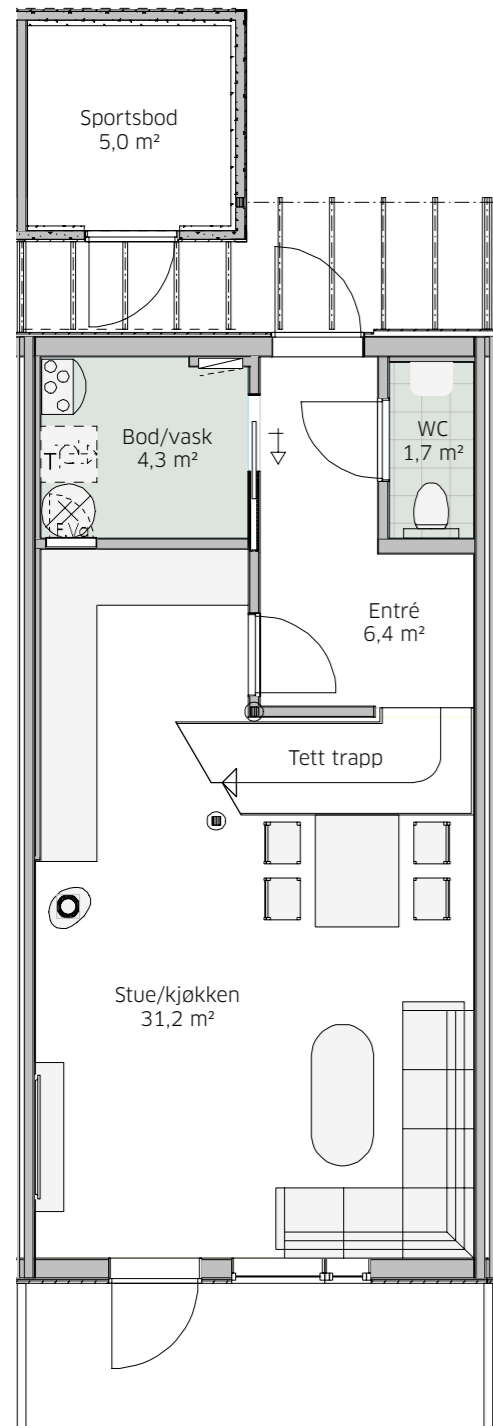 Sportsbod
5,0 m²
Bod/vask
4,3 m²
WC
1,7 m²
Entré
6,4 m²
Tett trapp
Stue/kjøkken
31,2 m²